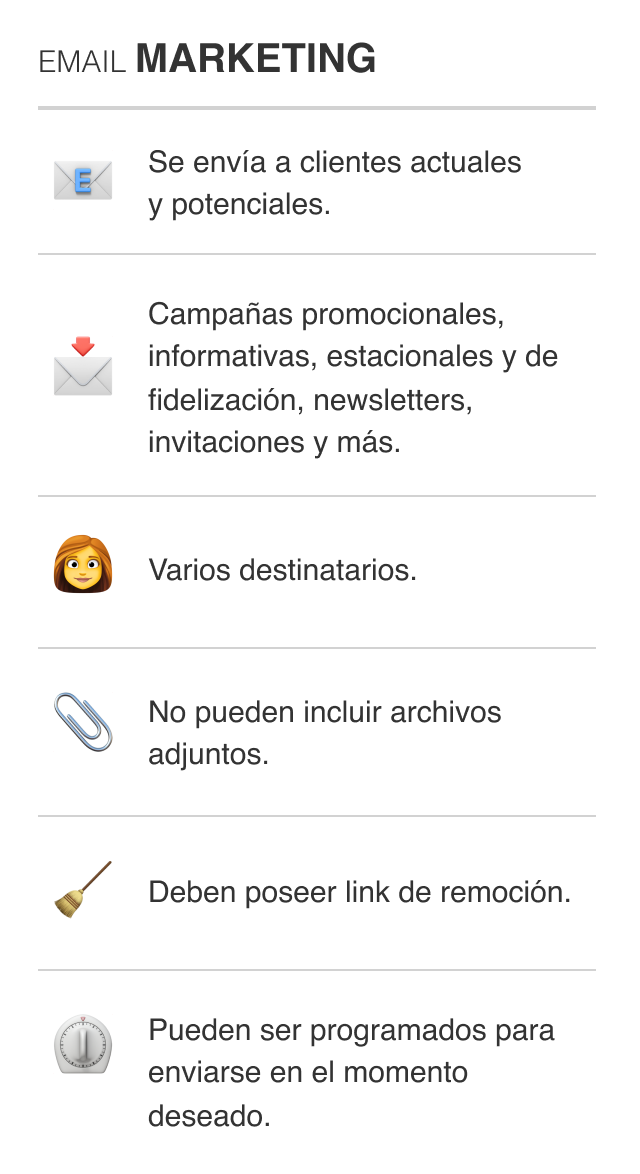 EMAIL MARKETING
E
Se envía a clientes actuales
y potenciales.
Campañas promocionales,
informativas, estacionales y de
fidelización, newsletters,
invitaciones y más.
Varios destinatarios.
No pueden incluir archivos
adjuntos.
Deben poseer link de remoción.
Pueden ser programados para
enviarse en el momento
deseado.